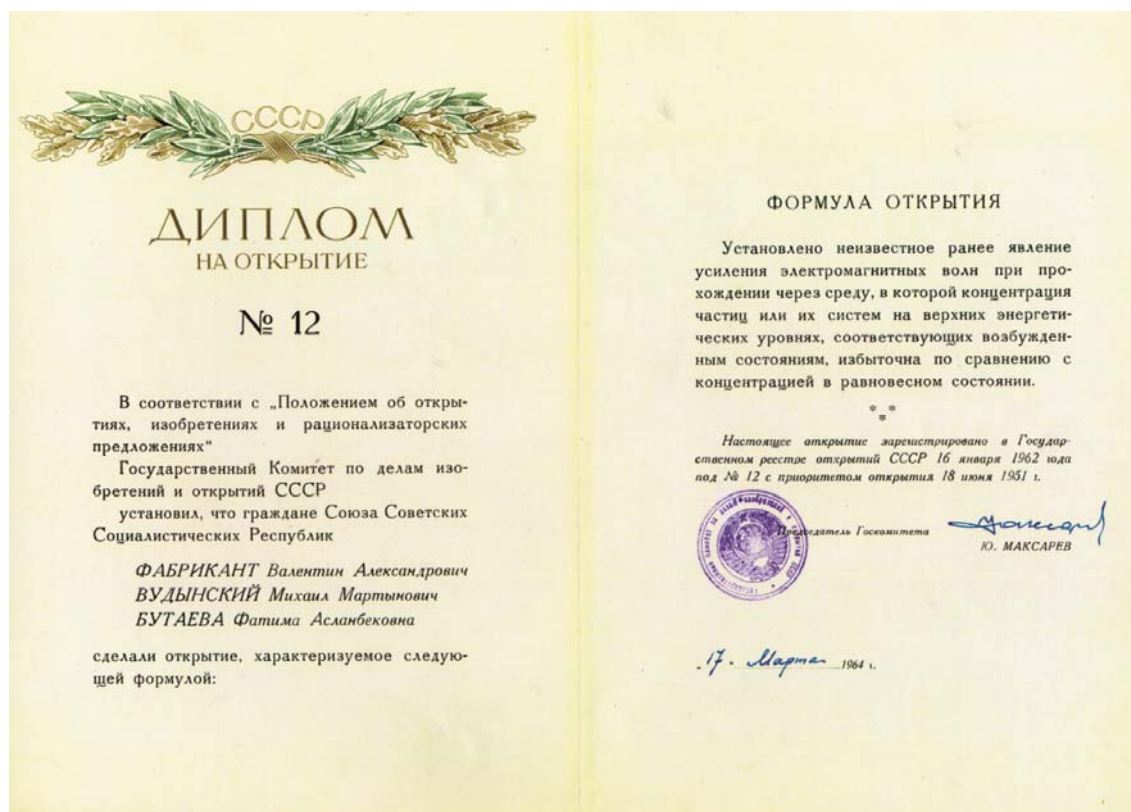 СССР
ДИПЛОМ
НА ОТКРЫТИЕ
№ 12
В соответствии с „Положением об откры-
тиях, изобретениях и рационализаторских
предложениях“
Государственный Комитет по делам изо-
бретений и открытий СССР
установил, что граждане Союза Советских
Социалистических Республик
ФАБРИКАНТ Валентин Александрович
ВУДЫНСКИЙ Михаил Мартынович
БУТАЕВА Фатима Асланбековна
сделали открытие, характеризуемое следую-
щей формулой:
ФОРМУЛА ОТКРЫТИЯ
Установлено неизвестное ранее явление
усиления электромагнитных волн при про-
хождении через среду, в которой концентрация
частиц или их систем на верхних энергети-
ческих уровнях, соответствующих возбужден-
ным состояниям, избыточна по сравнению с
концентрацией в равновесном состоянии.
* * *
Настоящее открытие зарегистрировано в Государ-
ственном реестре открытий СССР 16 января 1962 года
под № 12 с приоритетом открытия 18 июня 1951 г.
Председатель Госкомитета
Ю. МАКСАРЕВ
„17" Марта 1964 г.